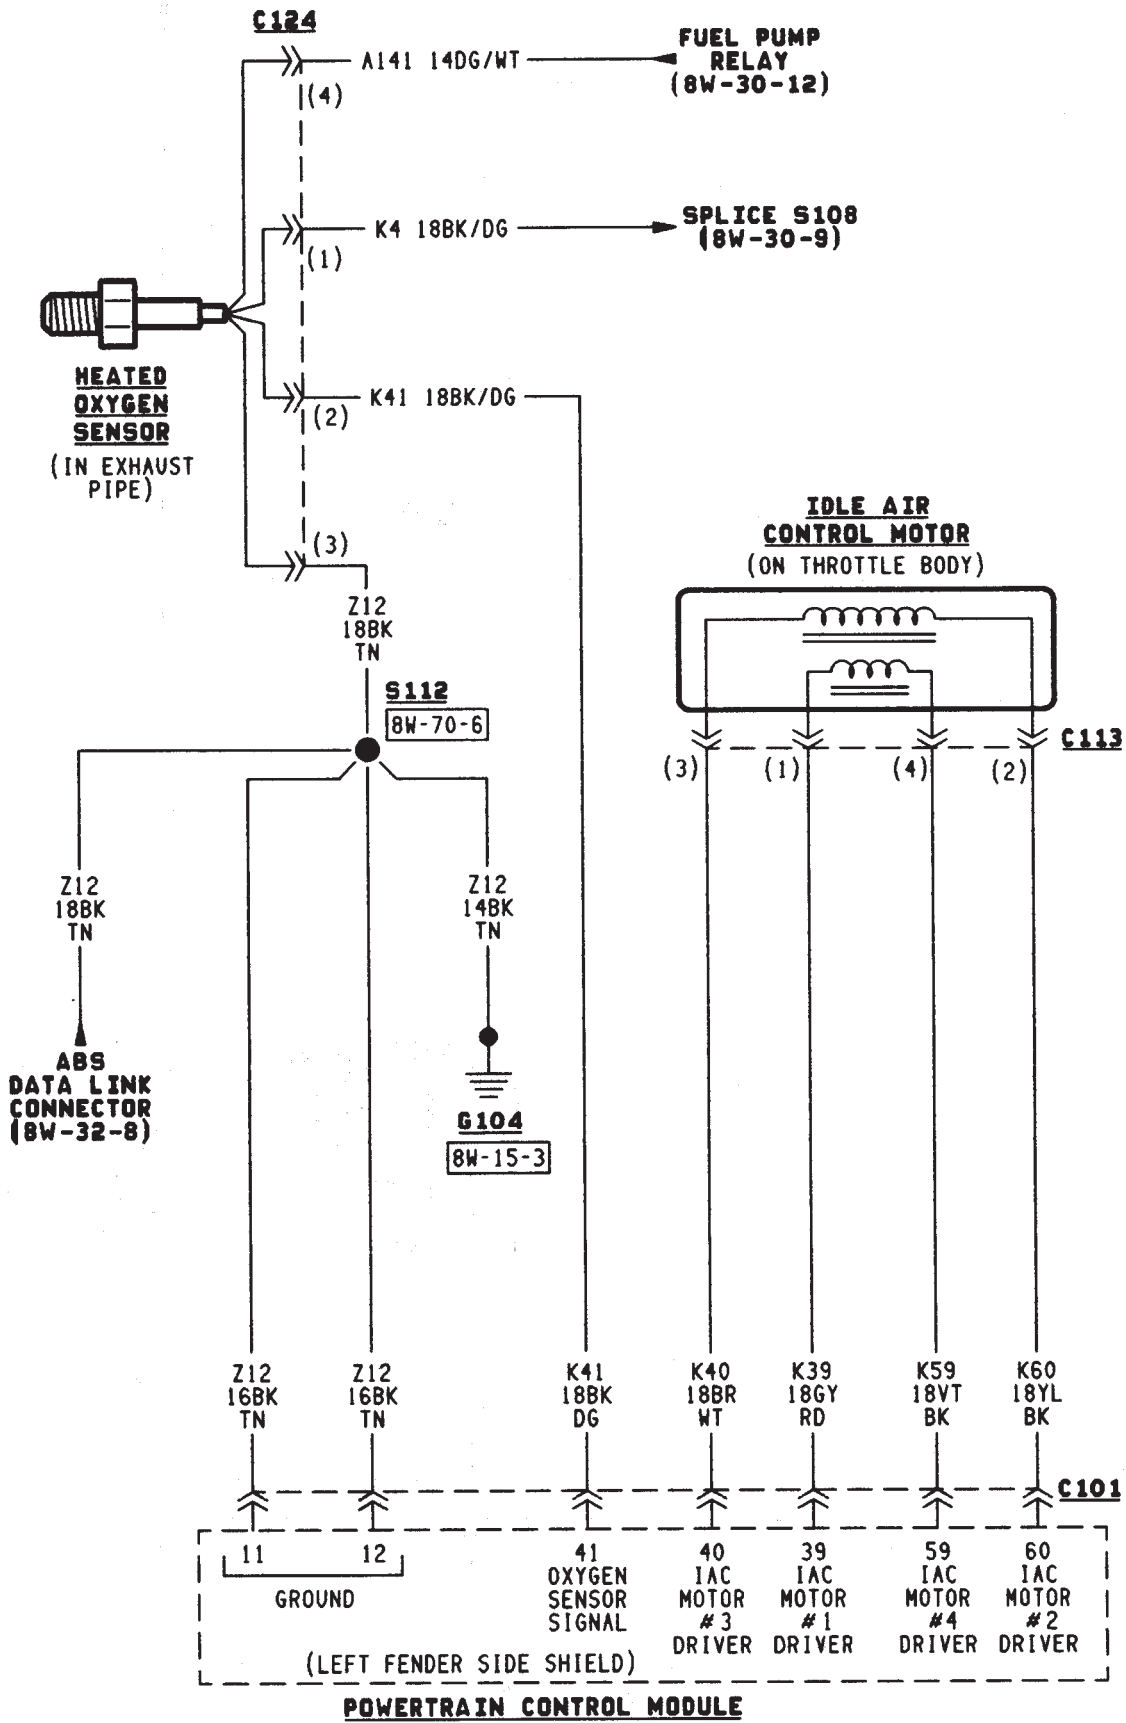 C124
A141 14DG/WT
FUEL PUMP
RELAY
(8W-30-12)
(4)
K4 18BK/DG
SPLICE S108
(8W-30-9)
(1)
HEATED
OXYGEN
SENSOR
(IN EXHAUST
PIPE)
K41 18BK/DG
(2)
(3)
IDLE AIR
CONTROL MOTOR
(ON THROTTLE BODY)
Z12
18BK
TN
S112
8W-70-6
C113
(3)
(1)
(4)
(2)
Z12
18BK
TN
Z12
14BK
TN
ABS
DATA LINK
CONNECTOR
(8W-32-8)
G104
8W-15-3
Z12
16BK
TN
Z12
16BK
TN
K41
18BK
DG
K40
18BR
WT
K39
18GY
RD
K59
18VT
BK
K60
18YL
BK
C101
11
12
GROUND
41
OXYGEN
SENSOR
SIGNAL
40
IAC
MOTOR
#3
DRIVER
39
IAC
MOTOR
#1
DRIVER
59
IAC
MOTOR
#4
DRIVER
60
IAC
MOTOR
#2
DRIVER
(LEFT FENDER SIDE SHIELD)
POWERTRAIN CONTROL MODULE